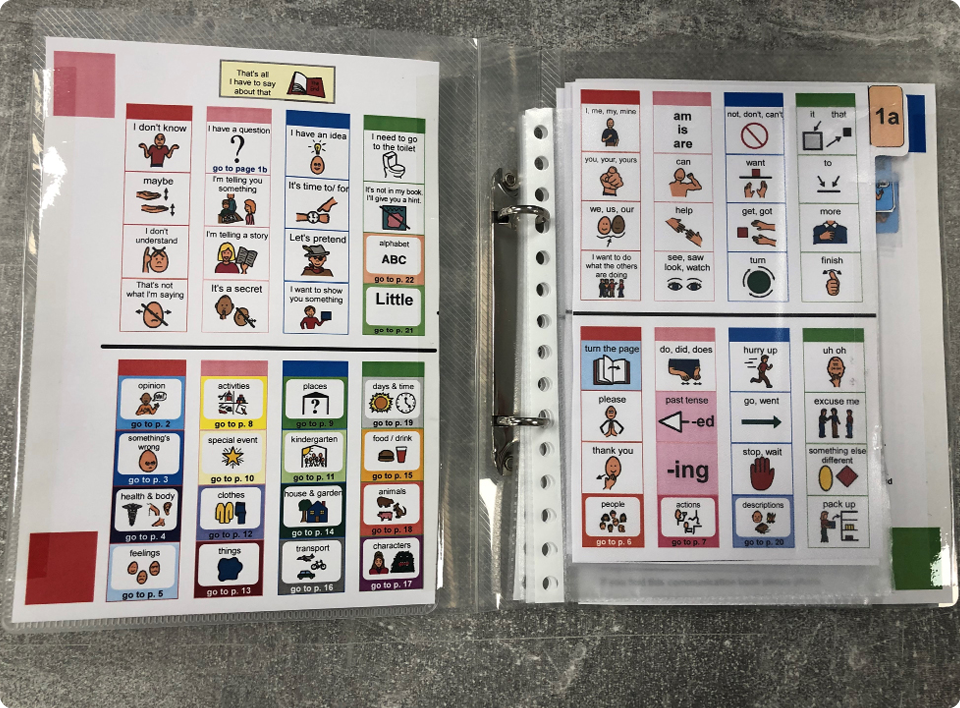 That's all
I have to say
about that
I don't know
maybe
I don't
understand
That's not
what I'm saying
I have a question
?
go to page 1b
I'm telling you
something
I'm telling a story
It's a secret
I have an idea
It's time to/ for
Let's pretend
I want to show
you something
I need to go
to the toilet
It's not in my book.
I'll give you a hint.
alphabet
ABC
go to p. 22
Little
go to p. 21
opinion
go to p. 2
something's
wrong
go to p. 3
health & body
go to p. 4
feelings
go to p. 5
activities
go to p. 8
special event
go to p. 10
clothes
go to p. 12
things
go to p. 13
places
?
go to p. 9
kindergarten
go to p. 11
house & garden
go to p. 14
transport
go to p. 16
days & time
go to p. 19
food / drink
go to p. 15
animals
go to p. 18
characters
go to p. 17
1a
I, me, my, mine
you, your, yours
we, us, our
I want to do
what the others
are doing
am
is
are
can
help
see, saw
look, watch
not, don't, can't
want
get, got
turn
it that
to
more
finish
turn the page
please
thank you
people
go to p. 6
do, did, does
past tense
-ed
-ing
actions
go to p. 7
hurry up
go, went
stop, wait
descriptions
go to p. 20
uh oh
excuse me
something else
different
pack up